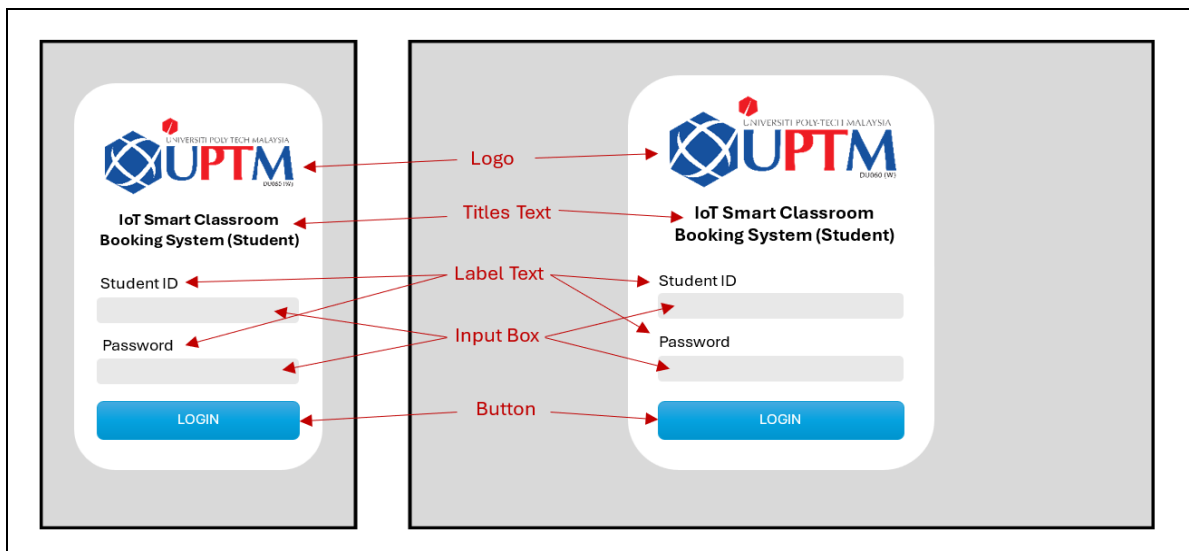 UNIVERSITI POLY-TECH MALAYSIA
UPTM
DU060 (W)
IoT Smart Classroom
Booking System (Student)
Student ID
Password
LOGIN
Logo
Titles Text
Label Text
Input Box
Button
UNIVERSITI POLY-TECH MALAYSIA
UPTM
DU060 (W)
IoT Smart Classroom
Booking System (Student)
Student ID
Password
LOGIN